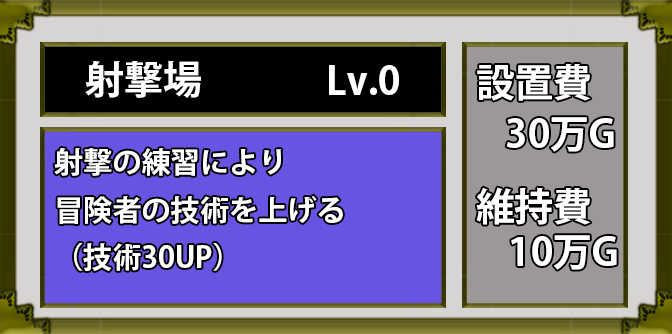 射撃場 Lv.0
射撃の練習により
冒険者の技術を上げる
（技術30UP）
設置費
30万G
維持費
10万G